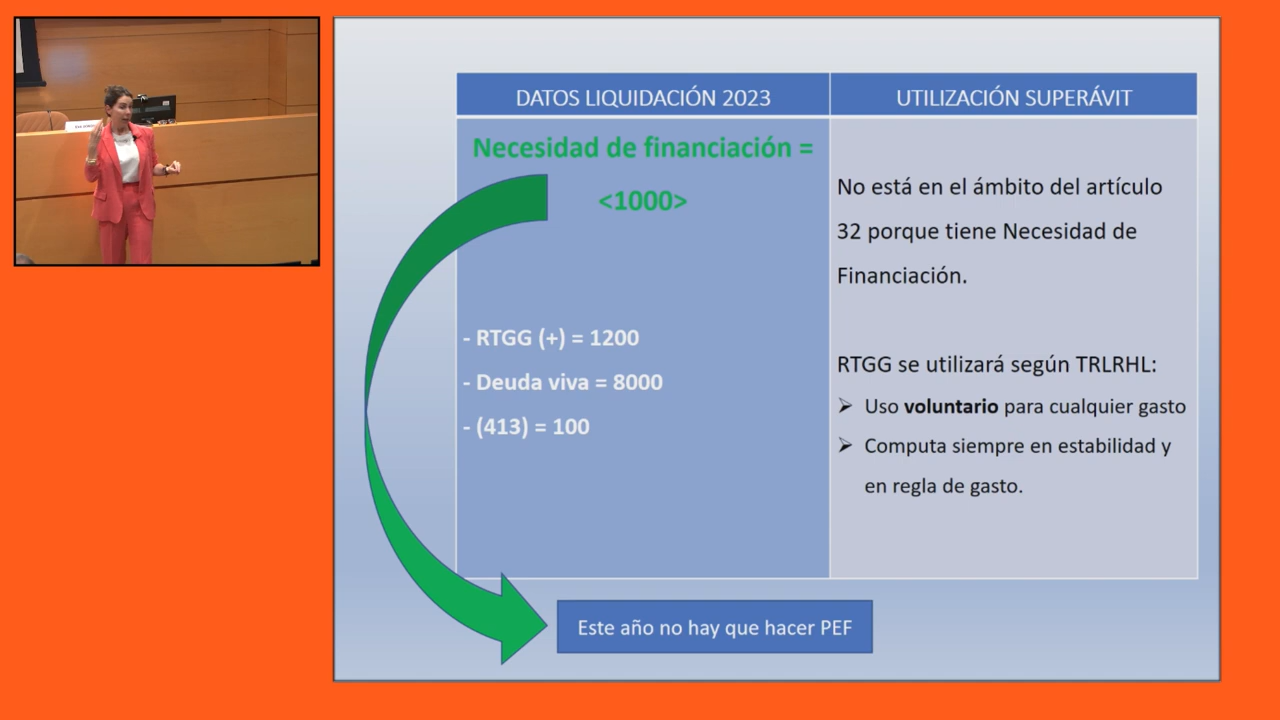 DATOS LIQUIDACIÓN 2023
UTILIZACIÓN SUPERÁVIT
Necesidad de financiación =
<1000>
- RTGG (+) = 1200
- Deuda viva = 8000
- (413) = 100
No está en el ámbito del artículo
32 porque tiene Necesidad de
Financiación.
RTGG se utilizará según TRLRHL:
➢ Uso voluntario para cualquier gasto
➢ Computa siempre en estabilidad y
en regla de gasto.
Este año no hay que hacer PEF